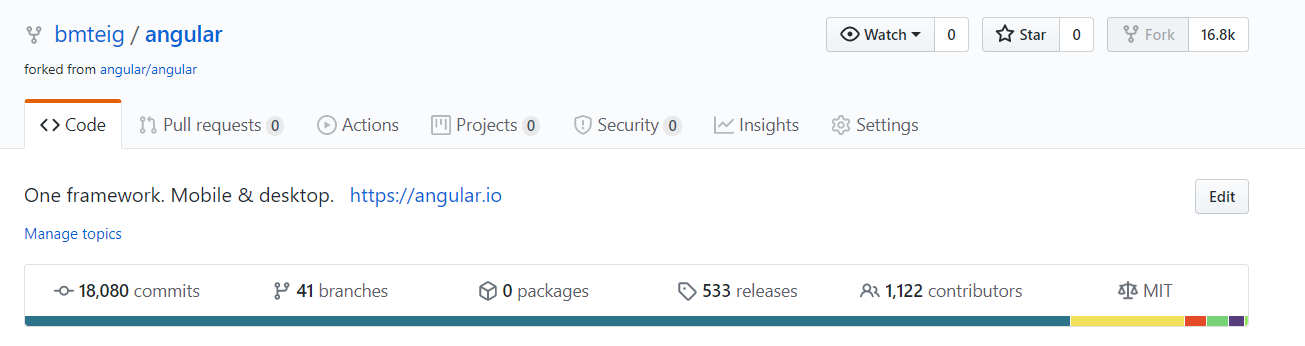 bmteig / angular
Watch 0 Star 0 Fork 16.8k
forked from angular/angular
Code Pull requests 0 Actions Projects 0 Security 0 Insights Settings
One framework. Mobile & desktop. https://angular.io
Edit
Manage topics
18,080 commits 41 branches 0 packages 533 releases 1,122 contributors MIT